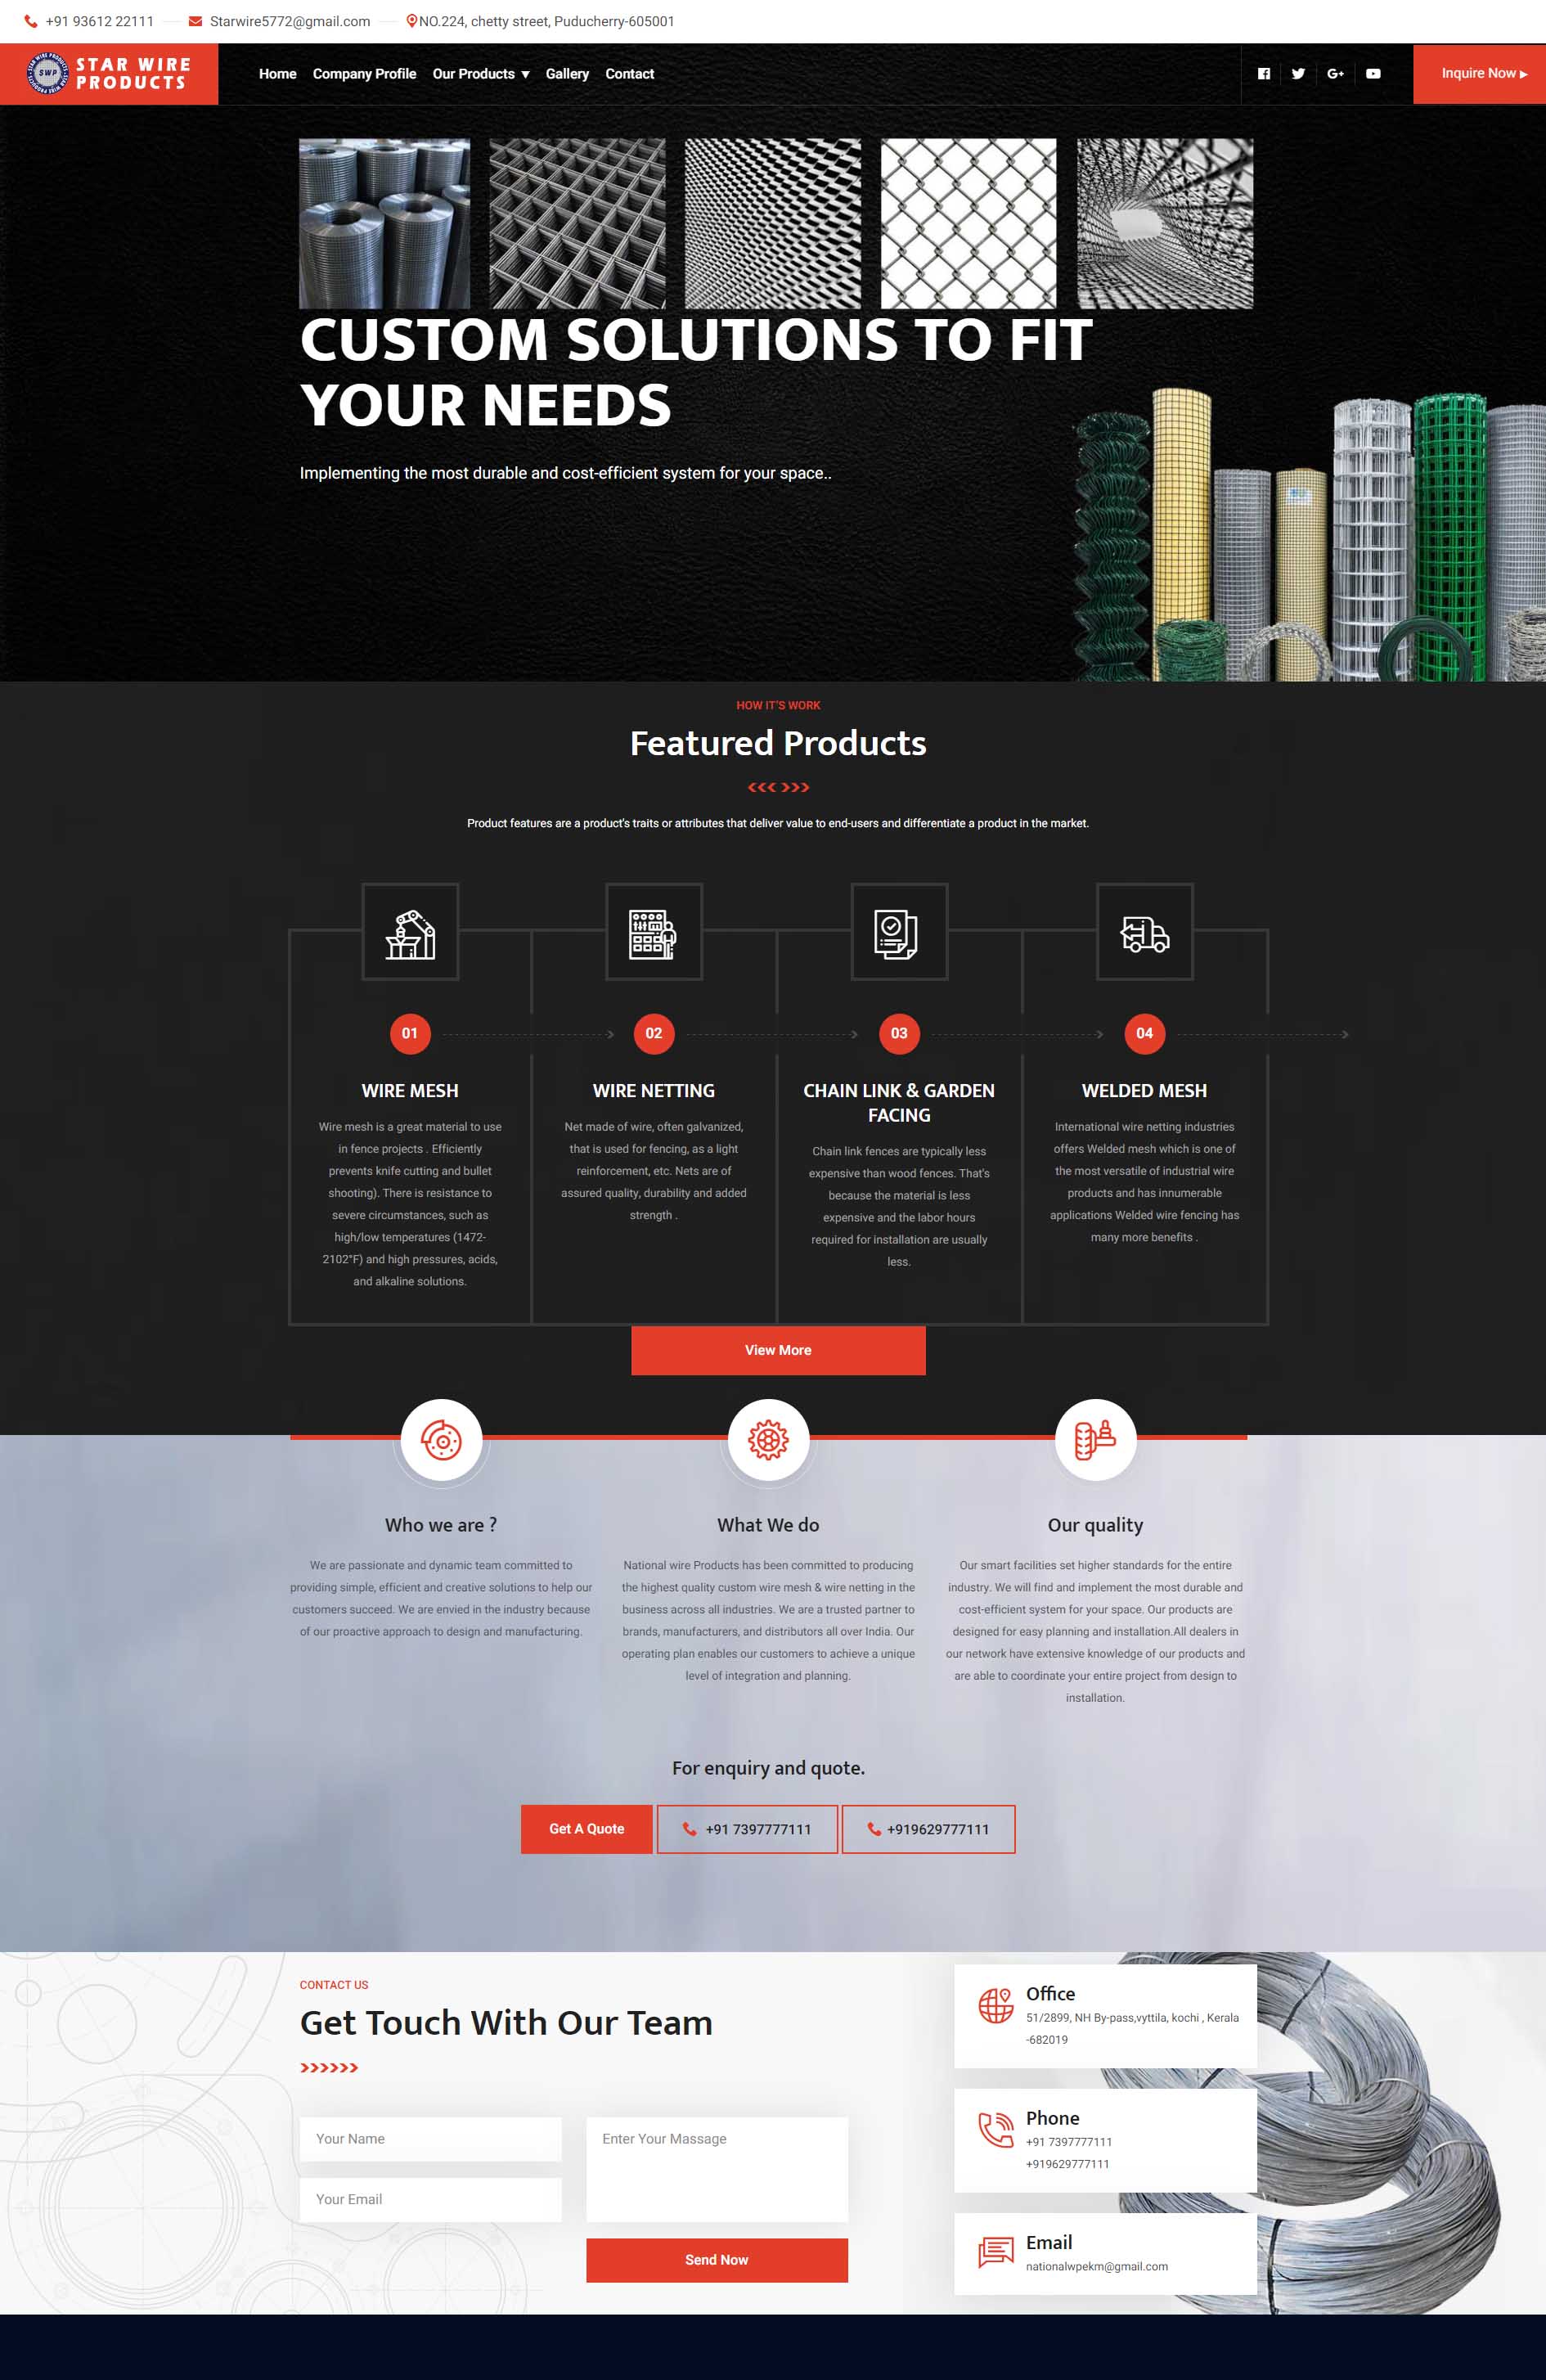 +91 93612 22111 Starwire5772@gmail.com NO.224, chetty street, Puducherry-605001
SWP STAR WIRE
PRODUCTS
Home Company Profile Our Products ▼ Gallery Contact
Inquire Now ▶
CUSTOM SOLUTIONS TO FIT
YOUR NEEDS
Implementing the most durable and cost-efficient system for your space..
HOW IT'S WORK
Featured Products
Product features are a product's traits or attributes that deliver value to end-users and differentiate a product in the market.
01
WIRE MESH
Wire mesh is a great material to use
in fence projects . Efficiently
prevents knife cutting and bullet
shooting). There is resistance to
severe circumstances, such as
high/low temperatures (1472-
2102°F) and high pressures, acids,
and alkaline solutions.
02
WIRE NETTING
Net made of wire, often galvanized,
that is used for fencing, as a light
reinforcement, etc. Nets are of
assured quality, durability and added
strength .
03
CHAIN LINK & GARDEN
FACING
Chain link fences are typically less
expensive than wood fences. That's
because the material is less
expensive and the labor hours
required for installation are usually
less.
04
WELDED MESH
International wire netting industries
offers Welded mesh which is one of
the most versatile of industrial wire
products and has innumerable
applications Welded wire fencing has
many more benefits .
View More
Who we are ?
We are passionate and dynamic team committed to
providing simple, efficient and creative solutions to help our
customers succeed. We are envied in the industry because
of our proactive approach to design and manufacturing.
What We do
National wire Products has been committed to producing
the highest quality custom wire mesh & wire netting in the
business across all industries. We are a trusted partner to
brands, manufacturers, and distributors all over India. Our
operating plan enables our customers to achieve a unique
level of integration and planning.
Our quality
Our smart facilities set higher standards for the entire
industry. We will find and implement the most durable and
cost-efficient system for your space. Our products are
designed for easy planning and installation.All dealers in
our network have extensive knowledge of our products and
are able to coordinate your entire project from design to
installation.
For enquiry and quote.
Get A Quote
+91 7397777111
+919629777111
CONTACT US
Get Touch With Our Team
Your Name
Your Email
Enter Your Massage
Send Now
Office
51/2899, NH By-pass,vyttila, kochi , Kerala
-682019
Phone
+91 7397777111
+919629777111
Email
nationalwpekm@gmail.com